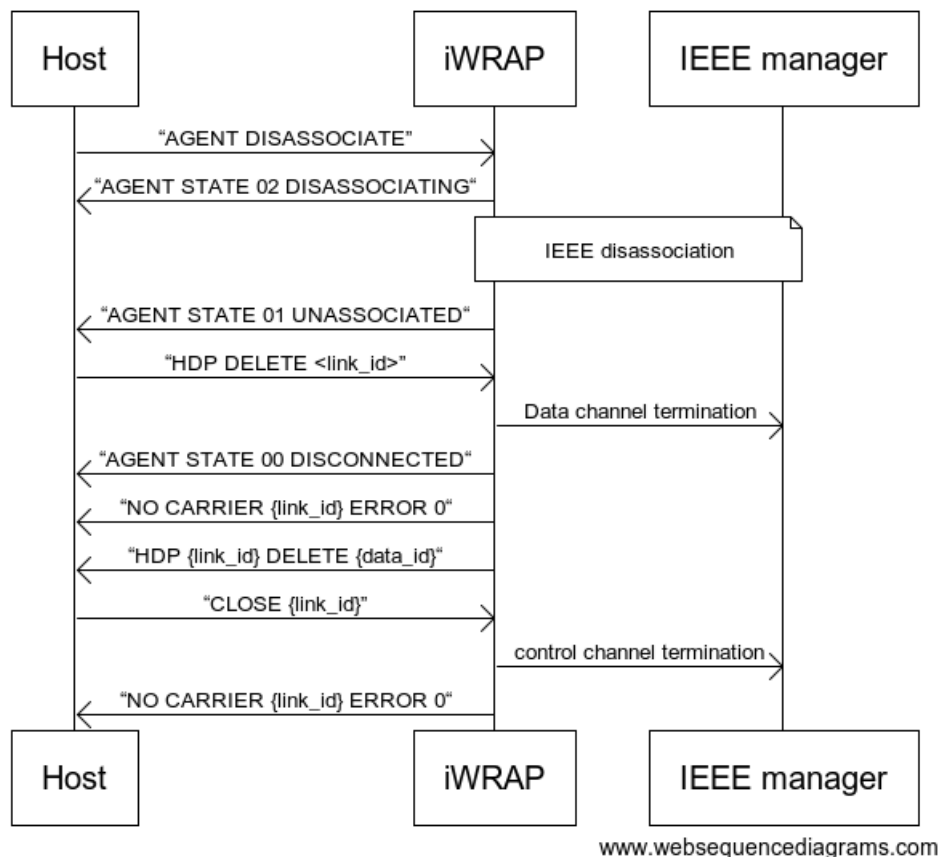 Host
iWRAP
IEEE manager
“AGENT DISASSOCIATE”
“AGENT STATE 02 DISASSOCIATING“
IEEE disassociation
“AGENT STATE 01 UNASSOCIATED“
“HDP DELETE <link_id>”
Data channel termination
“AGENT STATE 00 DISCONNECTED“
“NO CARRIER {link_id} ERROR 0“
“HDP {link_id} DELETE {data_id}“
“CLOSE {link_id}”
control channel termination
“NO CARRIER {link_id} ERROR 0“
Host
iWRAP
IEEE manager
www.websequencediagrams.com